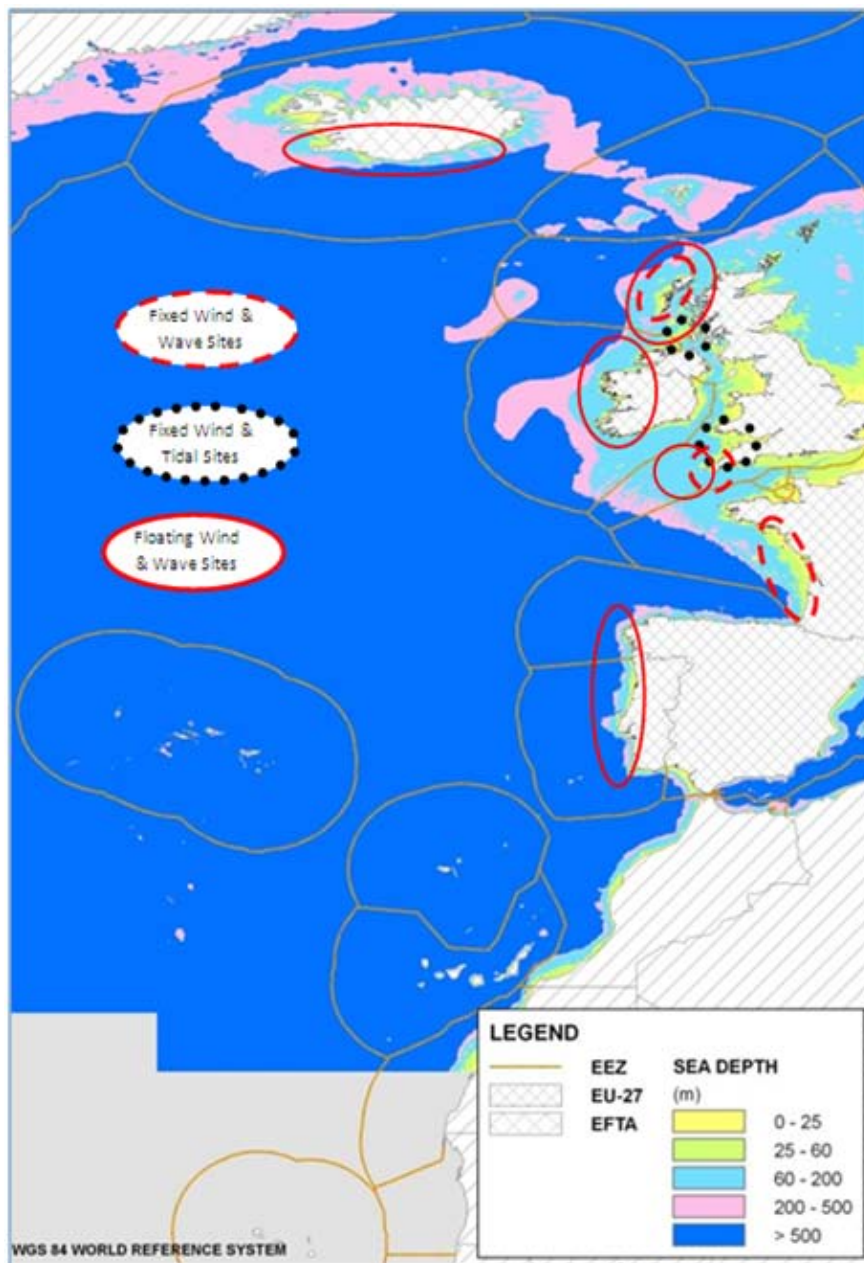 Fixed Wind &
Wave Sites
Fixed Wind &
Tidal Sites
Floating Wind
& Wave Sites
LEGEND
EEZ
EU-27
EFTA
SEA DEPTH
(m)
0 - 25
25 - 60
60 - 200
200 - 500
> 500
WGS 84 WORLD REFERENCE SYSTEM